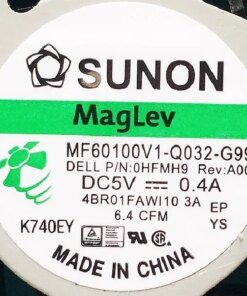 SUNON
MagLev
MF60100V1-Q032-G99
DELL P/N:0HFMH9 Rev:A00
DC5V ⎓ 0.4A
4BR01FAWI10 3A EP
6.4 CFM YS
K740EY
MADE IN CHINA